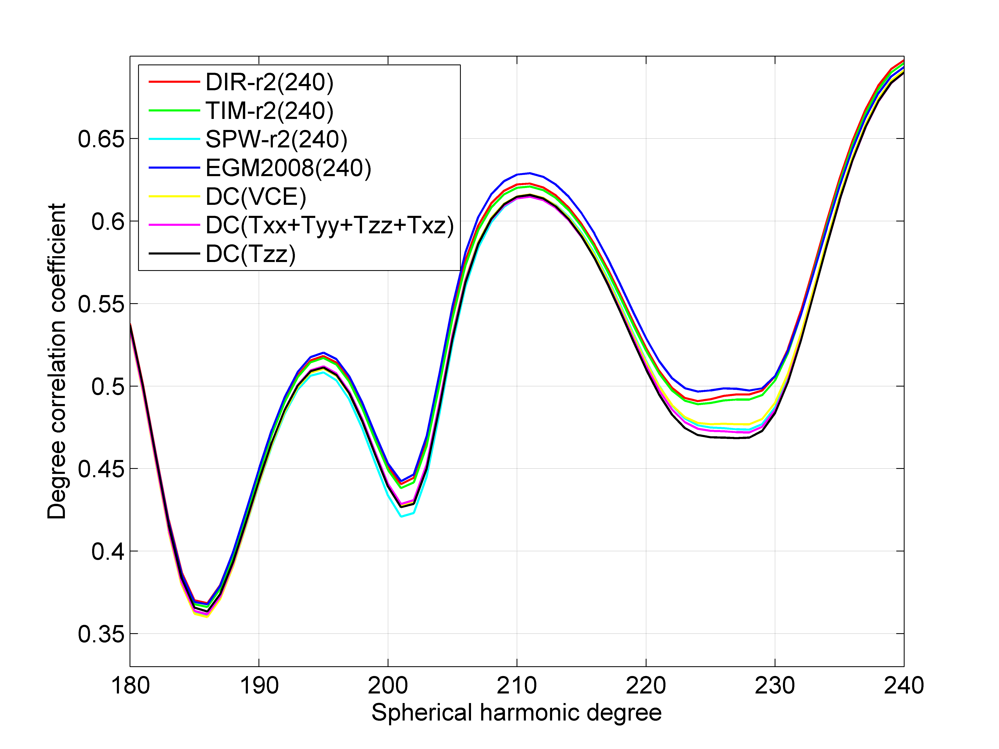 DIR-r2(240)
TIM-r2(240)
SPW-r2(240)
EGM2008(240)
DC(VCE)
DC(Txx+Tyy+Tzz+Txz)
DC(Tzz)
Degree correlation coefficient
0.65
0.6
0.55
0.5
0.45
0.4
0.35
180 190 200 210 220 230 240
Spherical harmonic degree